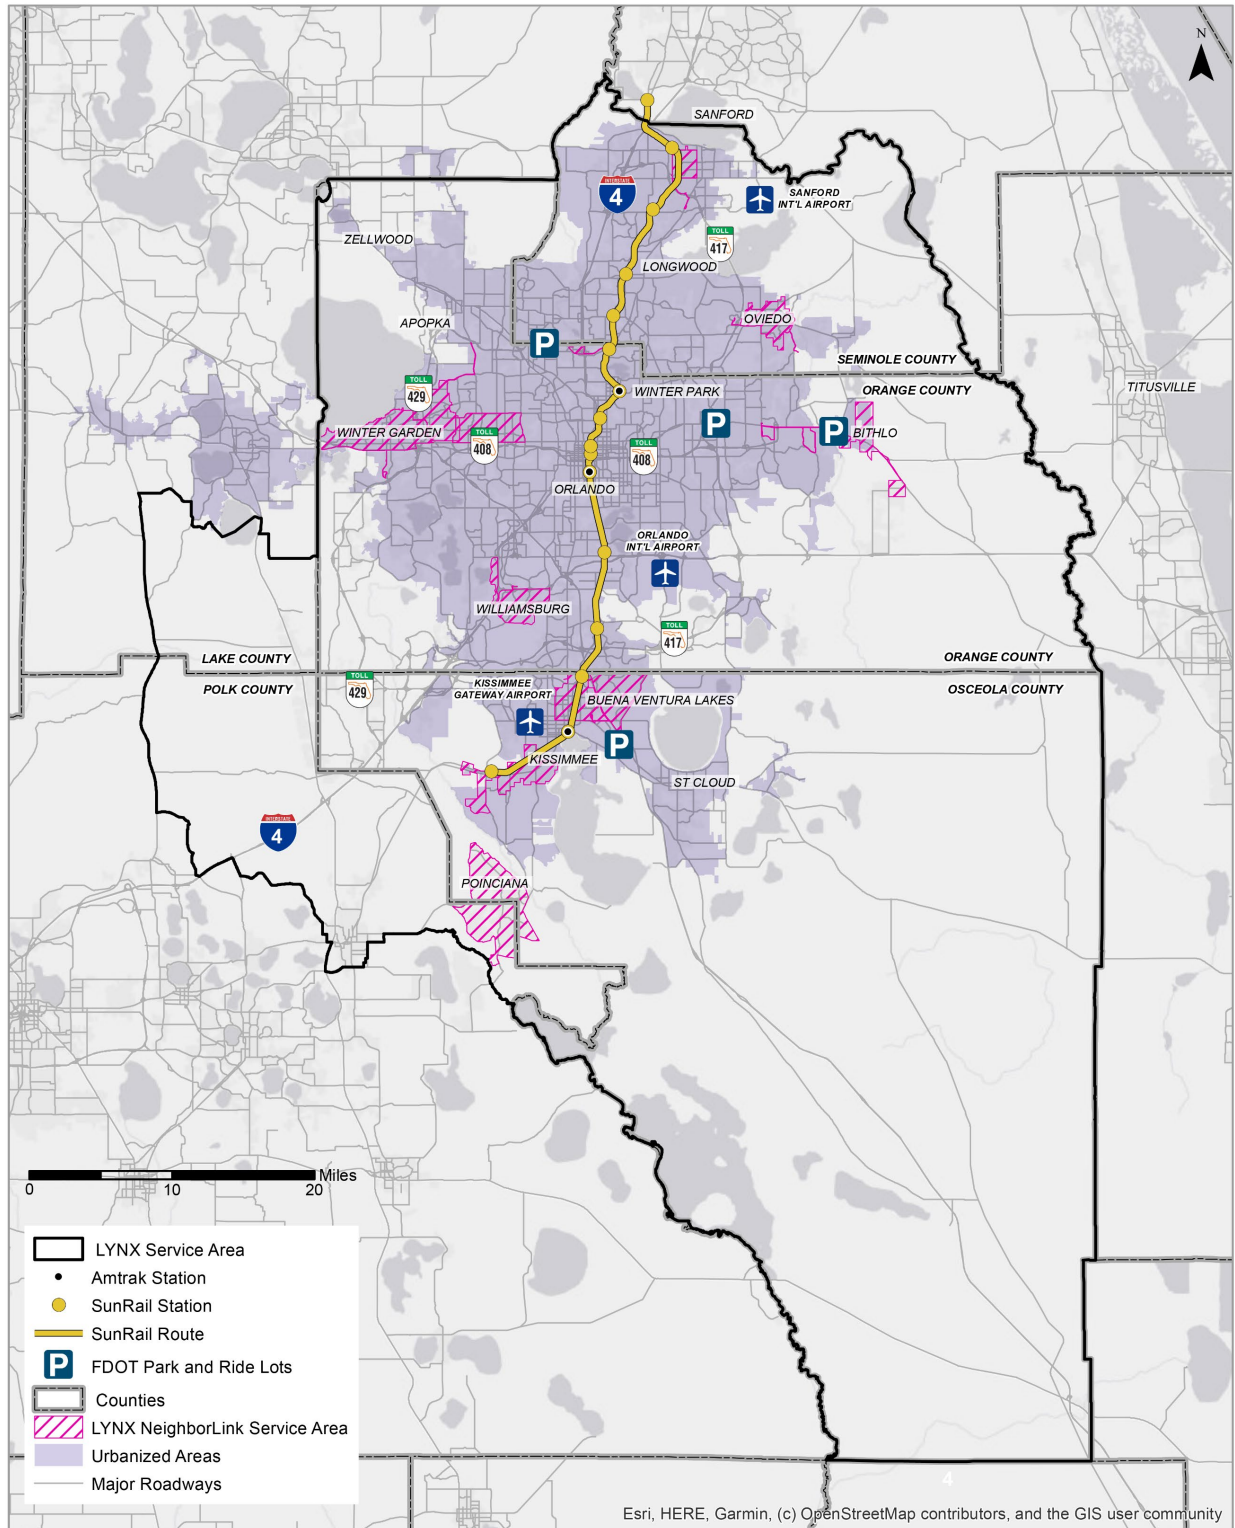 N
SANFORD
INTERSTATE
4
SANFORD
INT'L AIRPORT
ZELLWOOD
TOLL
417
LONGWOOD
APOPKA
OVIEDO
P
P
SEMINOLE COUNTY
ORANGE COUNTY
TOLL
429
WINTER PARK
TITUSVILLE
P
WINTER GARDEN
BITHLO
TOLL
408
TOLL
408
ORLANDO
ORLANDO
INT'L AIRPORT
WILLIAMSBURG
TOLL
417
LAKE COUNTY
ORANGE COUNTY
POLK COUNTY
OSCEOLA COUNTY
TOLL
429
KISSIMMEE
GATEWAY AIRPORT
BUENA VENTURA LAKES
P
KISSIMMEE
ST CLOUD
INTERSTATE
4
POINCIANA
Miles
0 10 20
LYNX Service Area
Amtrak Station
SunRail Station
SunRail Route
P FDOT Park and Ride Lots
Counties
LYNX NeighborLink Service Area
Urbanized Areas
Major Roadways
4
Esri, HERE, Garmin, (c) OpenStreetMap contributors, and the GIS user community